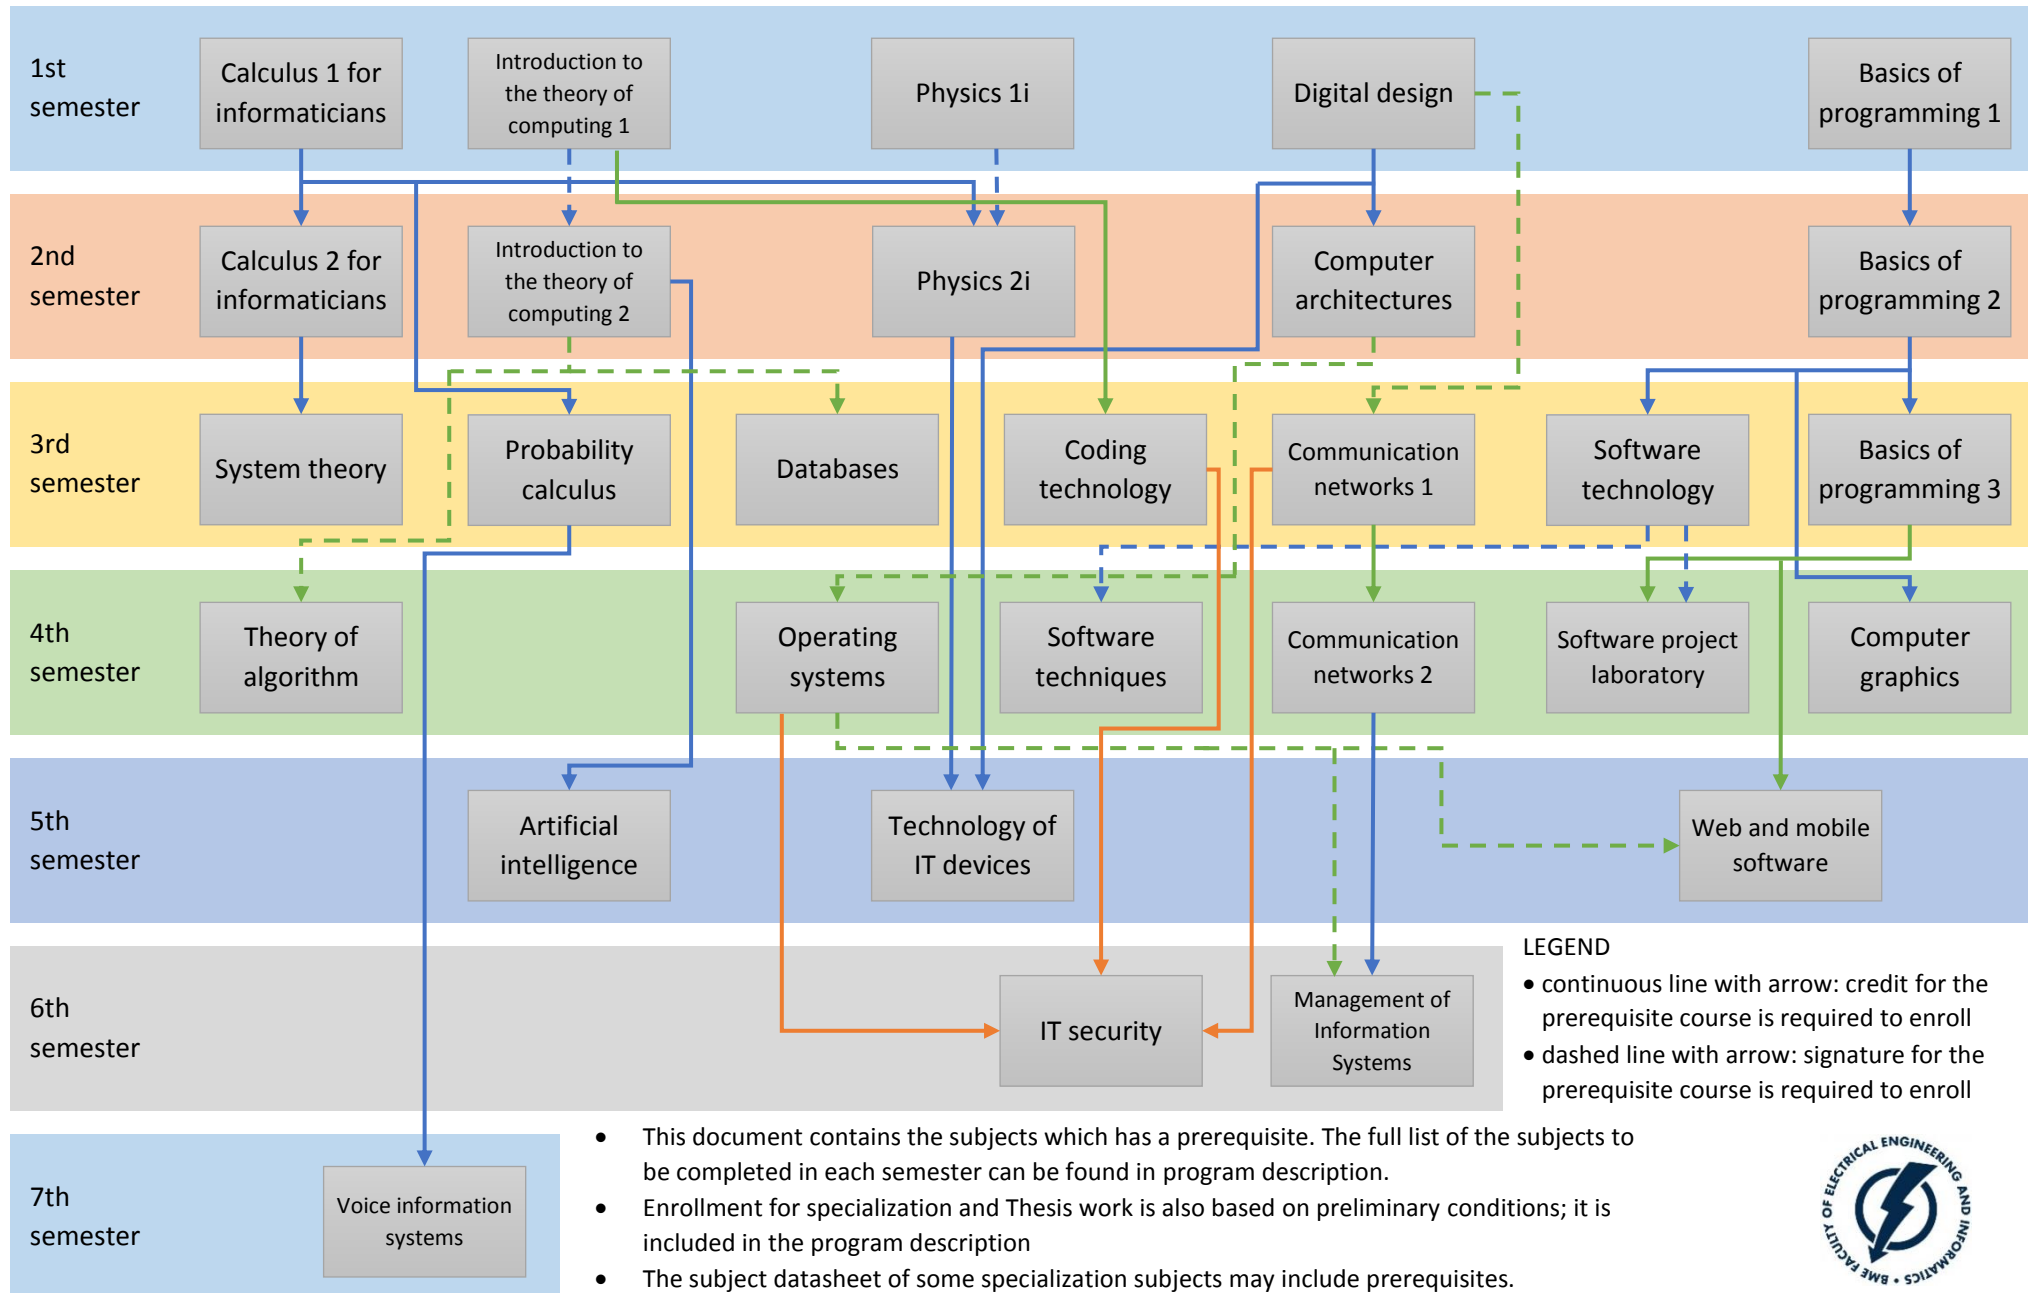 1st
semester
Calculus 1 for
informaticians
Introduction to
the theory of
computing 1
Physics 1i
Digital design
Basics of
programming 1
2nd
semester
Calculus 2 for
informaticians
Introduction to
the theory of
computing 2
Physics 2i
Computer
architectures
Basics of
programming 2
3rd
semester
System theory
Probability
calculus
Databases
Coding
technology
Communication
networks 1
Software
technology
Basics of
programming 3
4th
semester
Theory of
algorithm
Operating
systems
Software
techniques
Communication
networks 2
Software project
laboratory
Computer
graphics
5th
semester
Artificial
intelligence
Technology of
IT devices
Web and mobile
software
6th
semester
IT security
Management of
Information
Systems
LEGEND
• continuous line with arrow: credit for the
prerequisite course is required to enroll
• dashed line with arrow: signature for the
prerequisite course is required to enroll
7th
semester
Voice information
systems
• This document contains the subjects which has a prerequisite. The full list of the subjects to
be completed in each semester can be found in program description.
• Enrollment for specialization and Thesis work is also based on preliminary conditions; it is
included in the program description
• The subject datasheet of some specialization subjects may include prerequisites.
BME FACULTY OF ELECTRICAL ENGINEERING AND INFORMATICS •